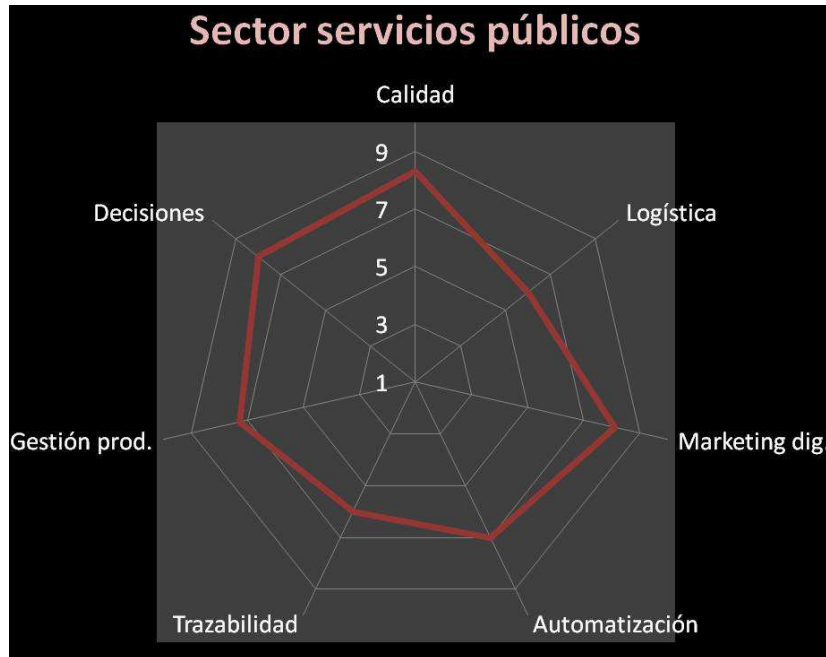 Sector servicios públicos
Calidad
9
Decisiones
Logística
7
5
3
1
Gestión prod.
Marketing dig.
Trazabilidad
Automatización